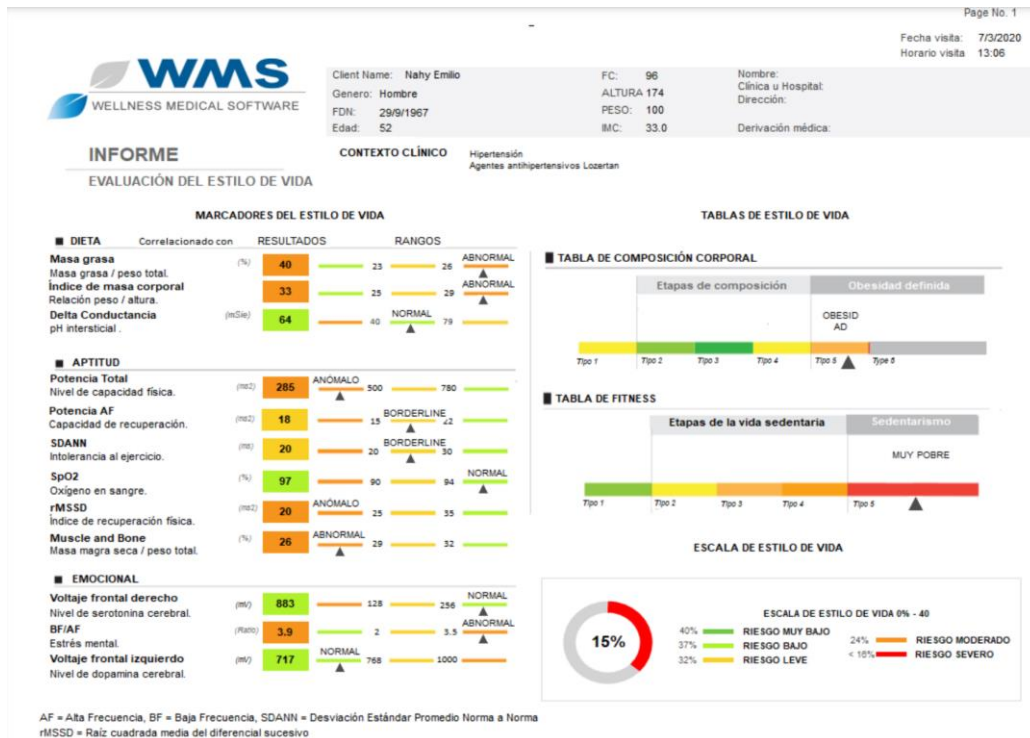 Page No. 1
Fecha visita: 7/3/2020
Horario visita 13:06
WMS
WELLNESS MEDICAL SOFTWARE
Client Name: Nahy Emilio
Genero: Hombre
FDN: 29/9/1967
Edad: 52
FC: 96
ALTURA 174
PESO: 100
IMC: 33.0
Nombre:
Clínica u Hospital:
Dirección:
Derivación médica:
INFORME
EVALUACIÓN DEL ESTILO DE VIDA
CONTEXTO CLÍNICO
Hipertensión
Agentes antihipertensivos Lozertan
MARCADORES DEL ESTILO DE VIDA
DIETA Correlacionado con RESULTADOS RANGOS
Masa grasa (%) 40 23 26 ABNORMAL
Masa grasa / peso total.
Índice de masa corporal 33 25 29 ABNORMAL
Relación peso / altura.
Delta Conductancia (mSie) 64 40 NORMAL 79
pH intersticial .
APTITUD
Potencia Total (ms2) 285 ANÓMALO 500 780
Nivel de capacidad física.
Potencia AF (ms2) 18 15 BORDERLINE 22
Capacidad de recuperación.
SDANN (ms) 20 20 BORDERLINE 30
Intolerancia al ejercicio.
SpO2 (%) 97 90 94 NORMAL
Oxígeno en sangre.
rMSSD (ms2) 20 ANÓMALO 25 35
Índice de recuperación física.
Muscle and Bone (%) 26 ABNORMAL 29 32
Masa magra seca / peso total.
EMOCIONAL
Voltaje frontal derecho (mV) 883 128 256 NORMAL
Nivel de serotonina cerebral.
BF/AF (Ratio) 3.9 2 3.5 ABNORMAL
Estrés mental.
Voltaje frontal izquierdo (mV) 717 NORMAL 768 1000
Nivel de dopamina cerebral.
TABLAS DE ESTILO DE VIDA
TABLA DE COMPOSICIÓN CORPORAL
Etapas de composición Obesidad definida
OBESID
AD
Tipo 1 Tipo 2 Tipo 3 Tipo 4 Tipo 5 Type 6
TABLA DE FITNESS
Etapas de la vida sedentaria Sedentarismo
MUY POBRE
Tipo 1 Tipo 2 Tipo 3 Tipo 4 Tipo 5
ESCALA DE ESTILO DE VIDA
15%
ESCALA DE ESTILO DE VIDA 0% - 40
40% RIESGO MUY BAJO
37% RIESGO BAJO
32% RIESGO LEVE
24% RIESGO MODERADO
< 16% RIESGO SEVERO
AF = Alta Frecuencia, BF = Baja Frecuencia, SDANN = Desviación Estándar Promedio Norma a Norma
rMSSD = Raíz cuadrada media del diferencial sucesivo